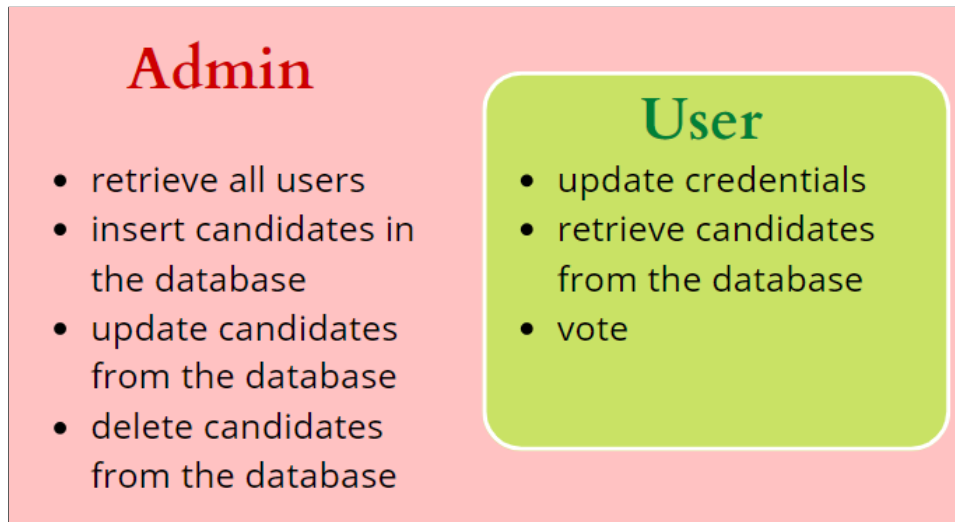 Admin
• retrieve all users
• insert candidates in
the database
• update candidates
from the database
• delete candidates
from the database
User
• update credentials
• retrieve candidates
from the database
• vote